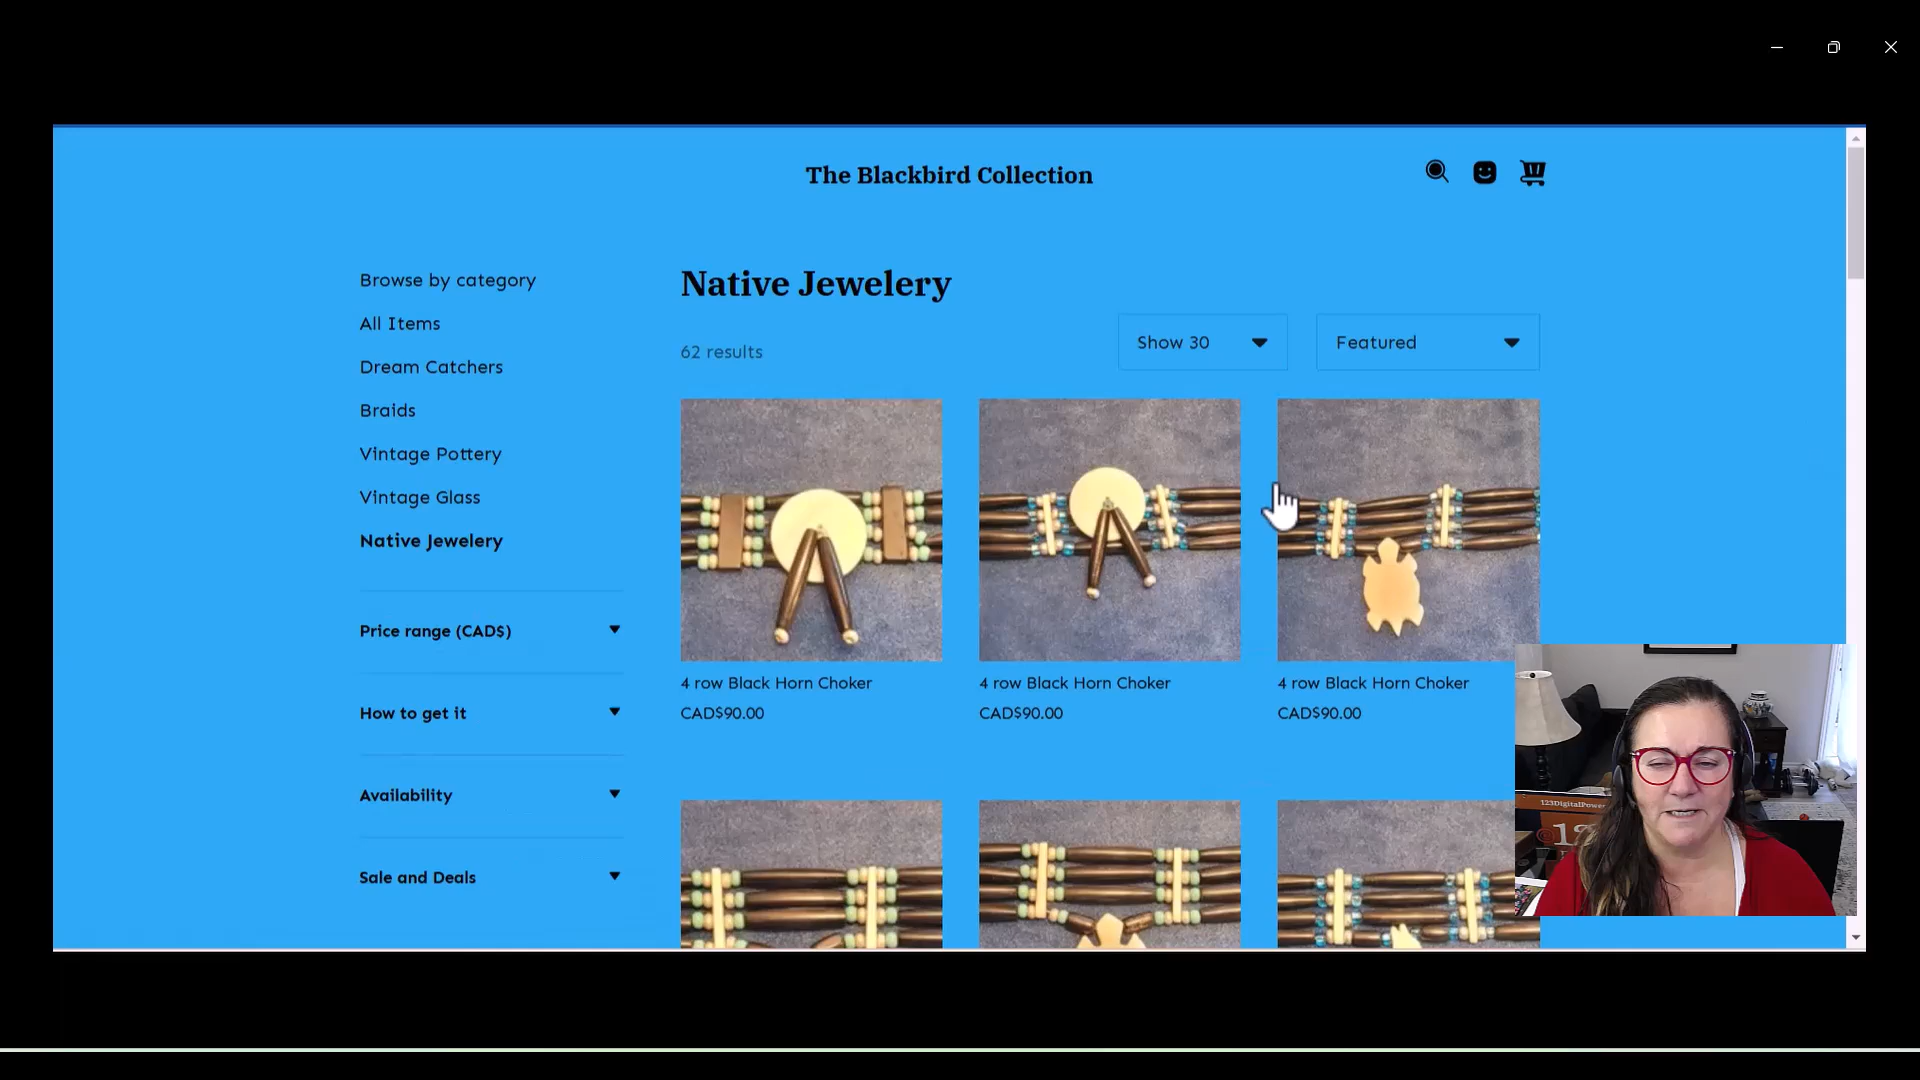 The Blackbird Collection
Browse by category
All Items
Dream Catchers
Braids
Vintage Pottery
Vintage Glass
Native Jewelery
Price range (CAD$)
How to get it
Availability
Sale and Deals
Native Jewelery
62 results
Show 30
Featured
4 row Black Horn Choker
CAD$90.00
4 row Black Horn Choker
CAD$90.00
4 row Black Horn Choker
CAD$90.00